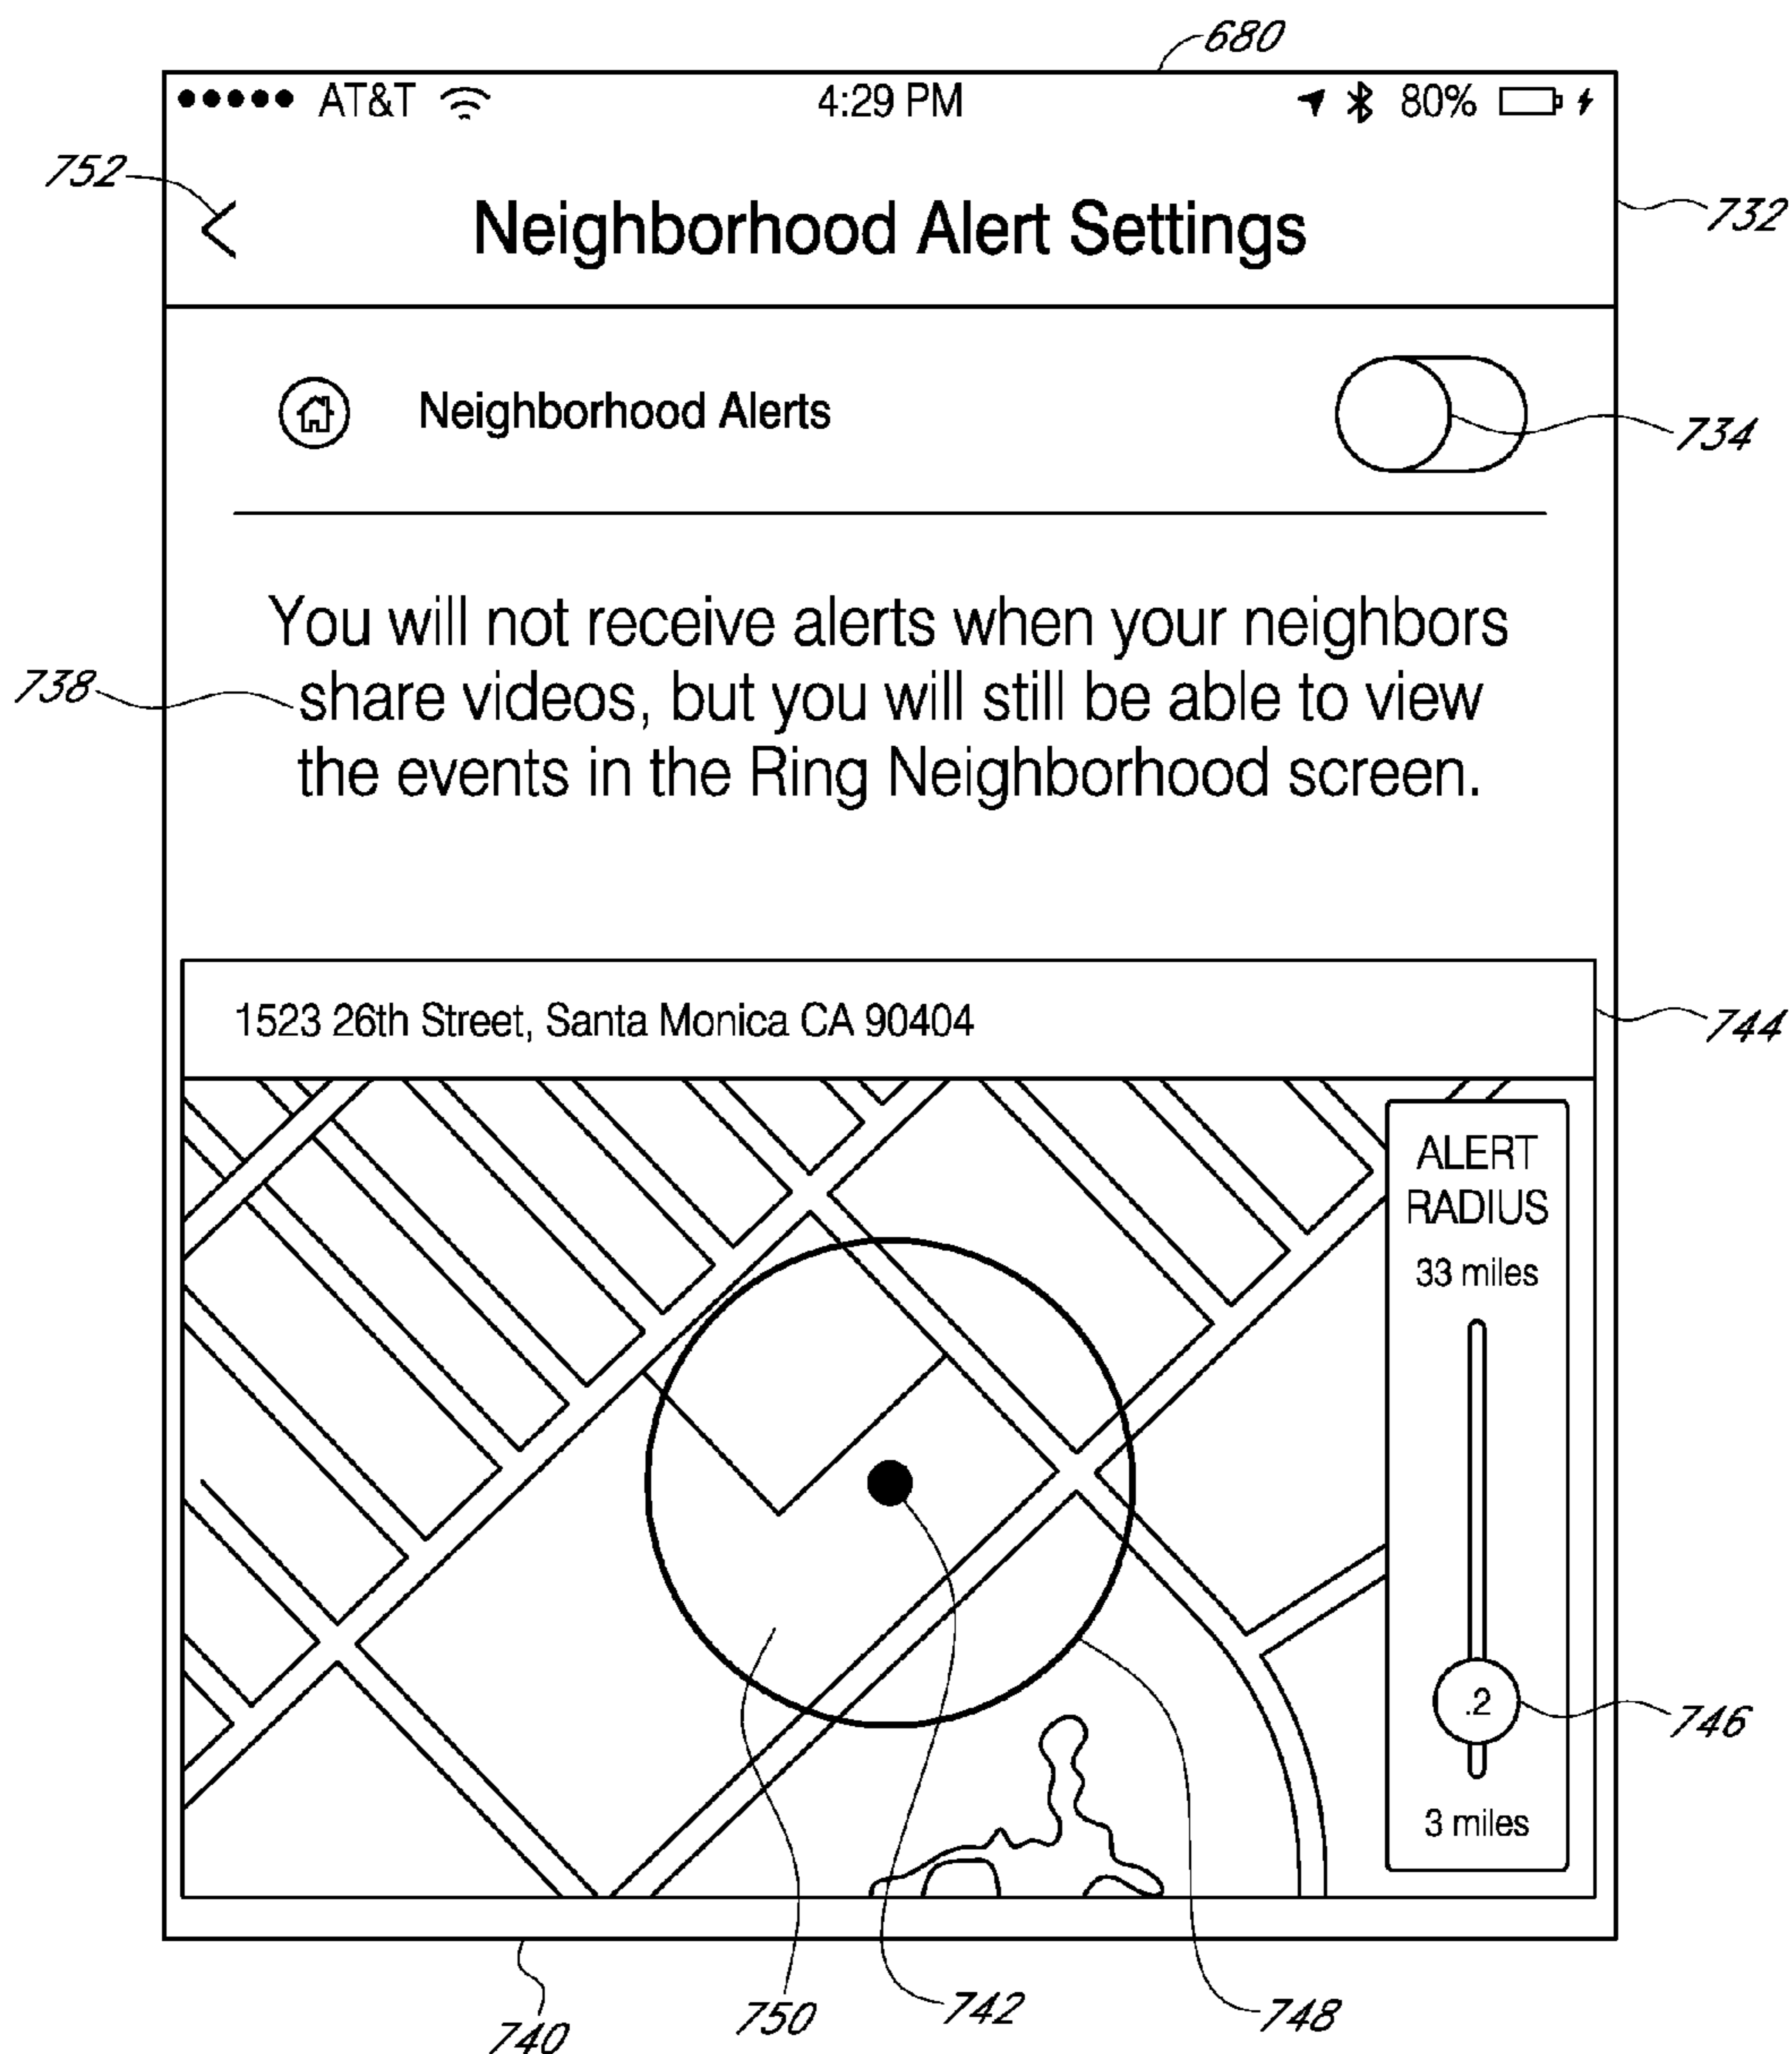 680
AT&T 4:29 PM 80%
752
Neighborhood Alert Settings
732
Neighborhood Alerts
734
You will not receive alerts when your neighbors
738
share videos, but you will still be able to view
the events in the Ring Neighborhood screen.
1523 26th Street, Santa Monica CA 90404
744
ALERT
RADIUS
33 miles
.2
746
3 miles
740
750
742
748